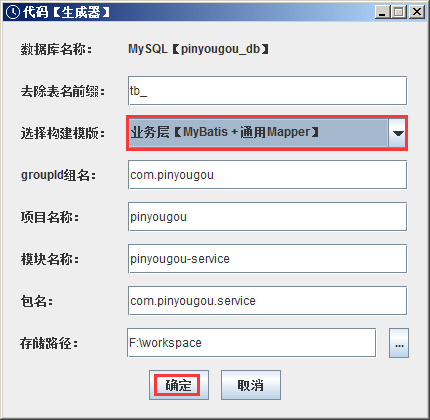 代码【生成器】
数据库名称： MySQL【pinyougou_db】
去除表名前缀： tb_
选择构建模版： 业务层【MyBatis + 通用Mapper】
groupId组名： com.pinyougou
项目名称： pinyougou
模块名称： pinyougou-service
包名： com.pinyougou.service
存储路径： F:\workspace ...
确定 取消